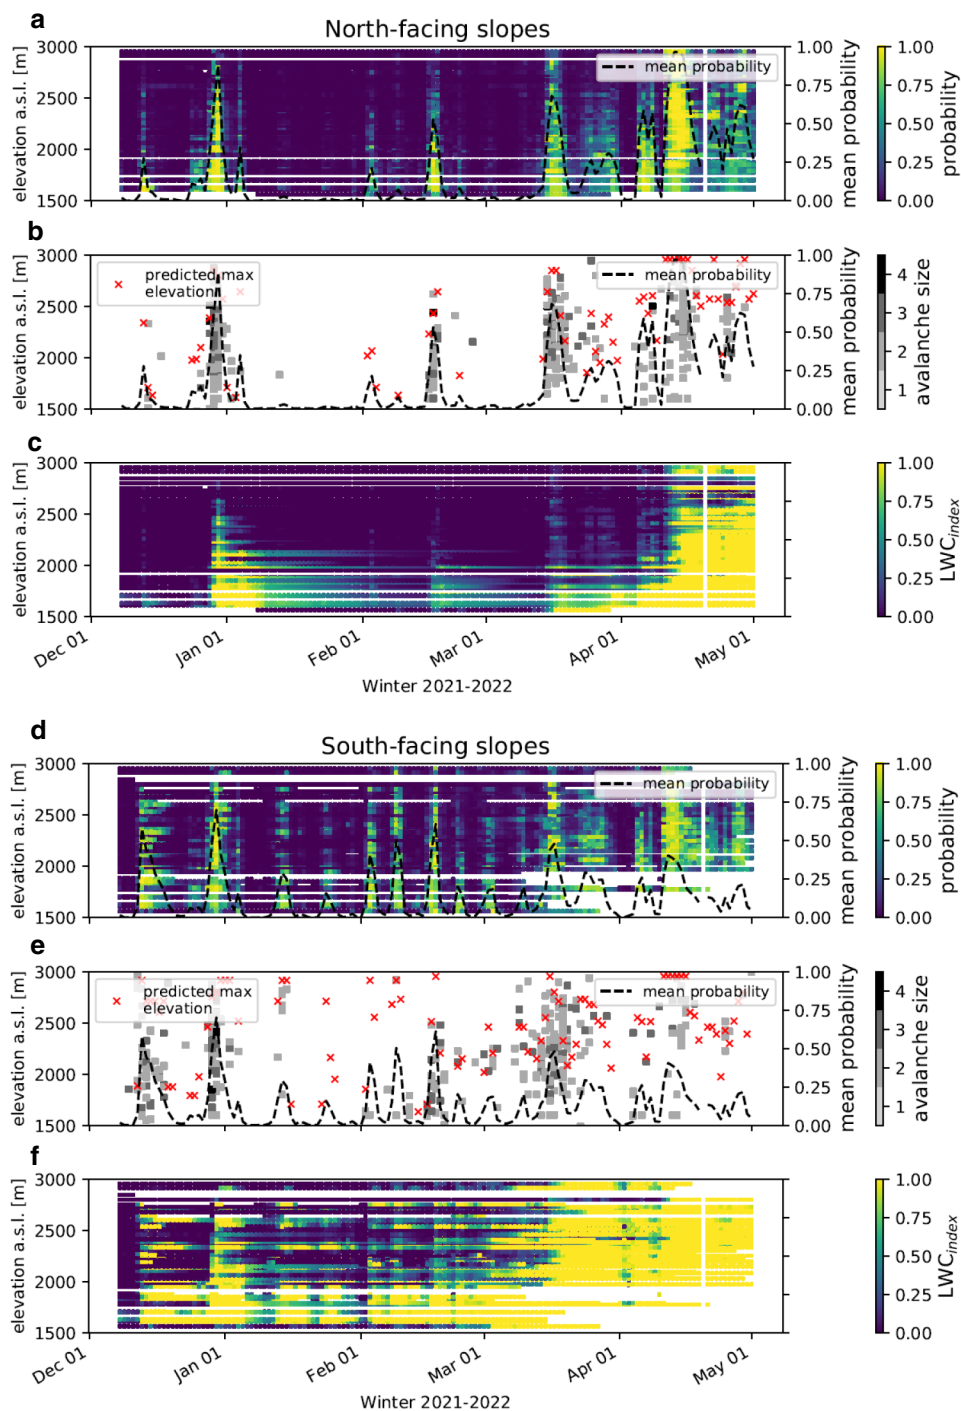 a
North-facing slopes
3000
2500
2000
1500
elevation a.s.l. [m]
mean probability
1.00
0.75
0.50
0.25
0.00
mean probability
1.00
0.75
0.50
0.25
0.00
probability
b
3000
2500
2000
1500
elevation a.s.l. [m]
predicted max
elevation
mean probability
1.00
0.75
0.50
0.25
0.00
mean probability
4
3
2
1
avalanche size
c
3000
2500
2000
1500
elevation a.s.l. [m]
1.00
0.75
0.50
0.25
0.00
LWCindex
Dec 01
Jan 01
Feb 01
Mar 01
Apr 01
May 01
Winter 2021-2022
d
South-facing slopes
3000
2500
2000
1500
elevation a.s.l. [m]
mean probability
1.00
0.75
0.50
0.25
0.00
mean probability
1.00
0.75
0.50
0.25
0.00
probability
e
3000
2500
2000
1500
elevation a.s.l. [m]
predicted max
elevation
mean probability
1.00
0.75
0.50
0.25
0.00
mean probability
4
3
2
1
avalanche size
f
3000
2500
2000
1500
elevation a.s.l. [m]
1.00
0.75
0.50
0.25
0.00
LWCindex
Dec 01
Jan 01
Feb 01
Mar 01
Apr 01
May 01
Winter 2021-2022